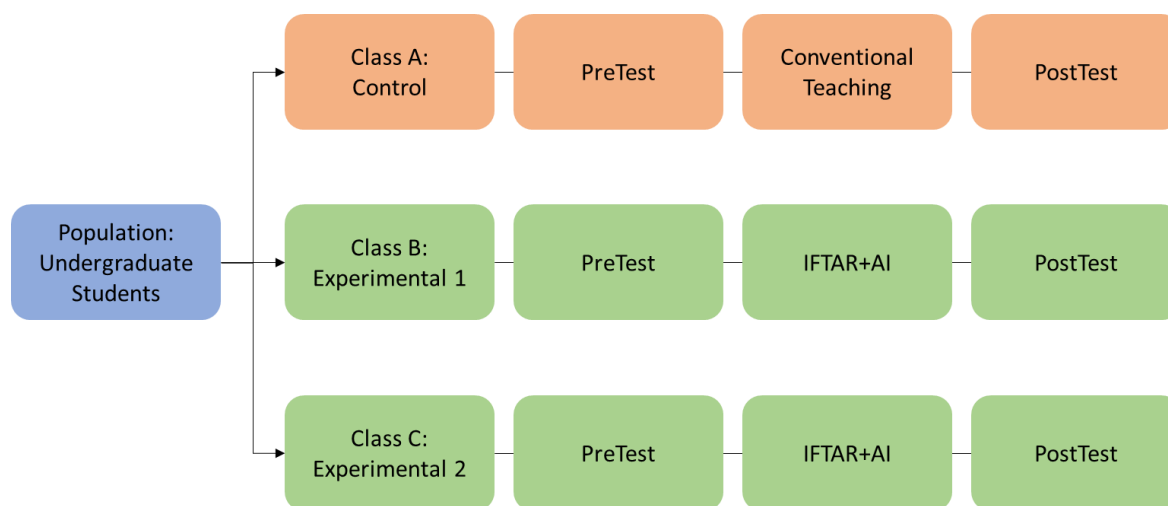 Population:
Undergraduate
Students
Class A:
Control
PreTest
Conventional
Teaching
PostTest
Class B:
Experimental 1
PreTest
IFTAR+AI
PostTest
Class C:
Experimental 2
PreTest
IFTAR+AI
PostTest